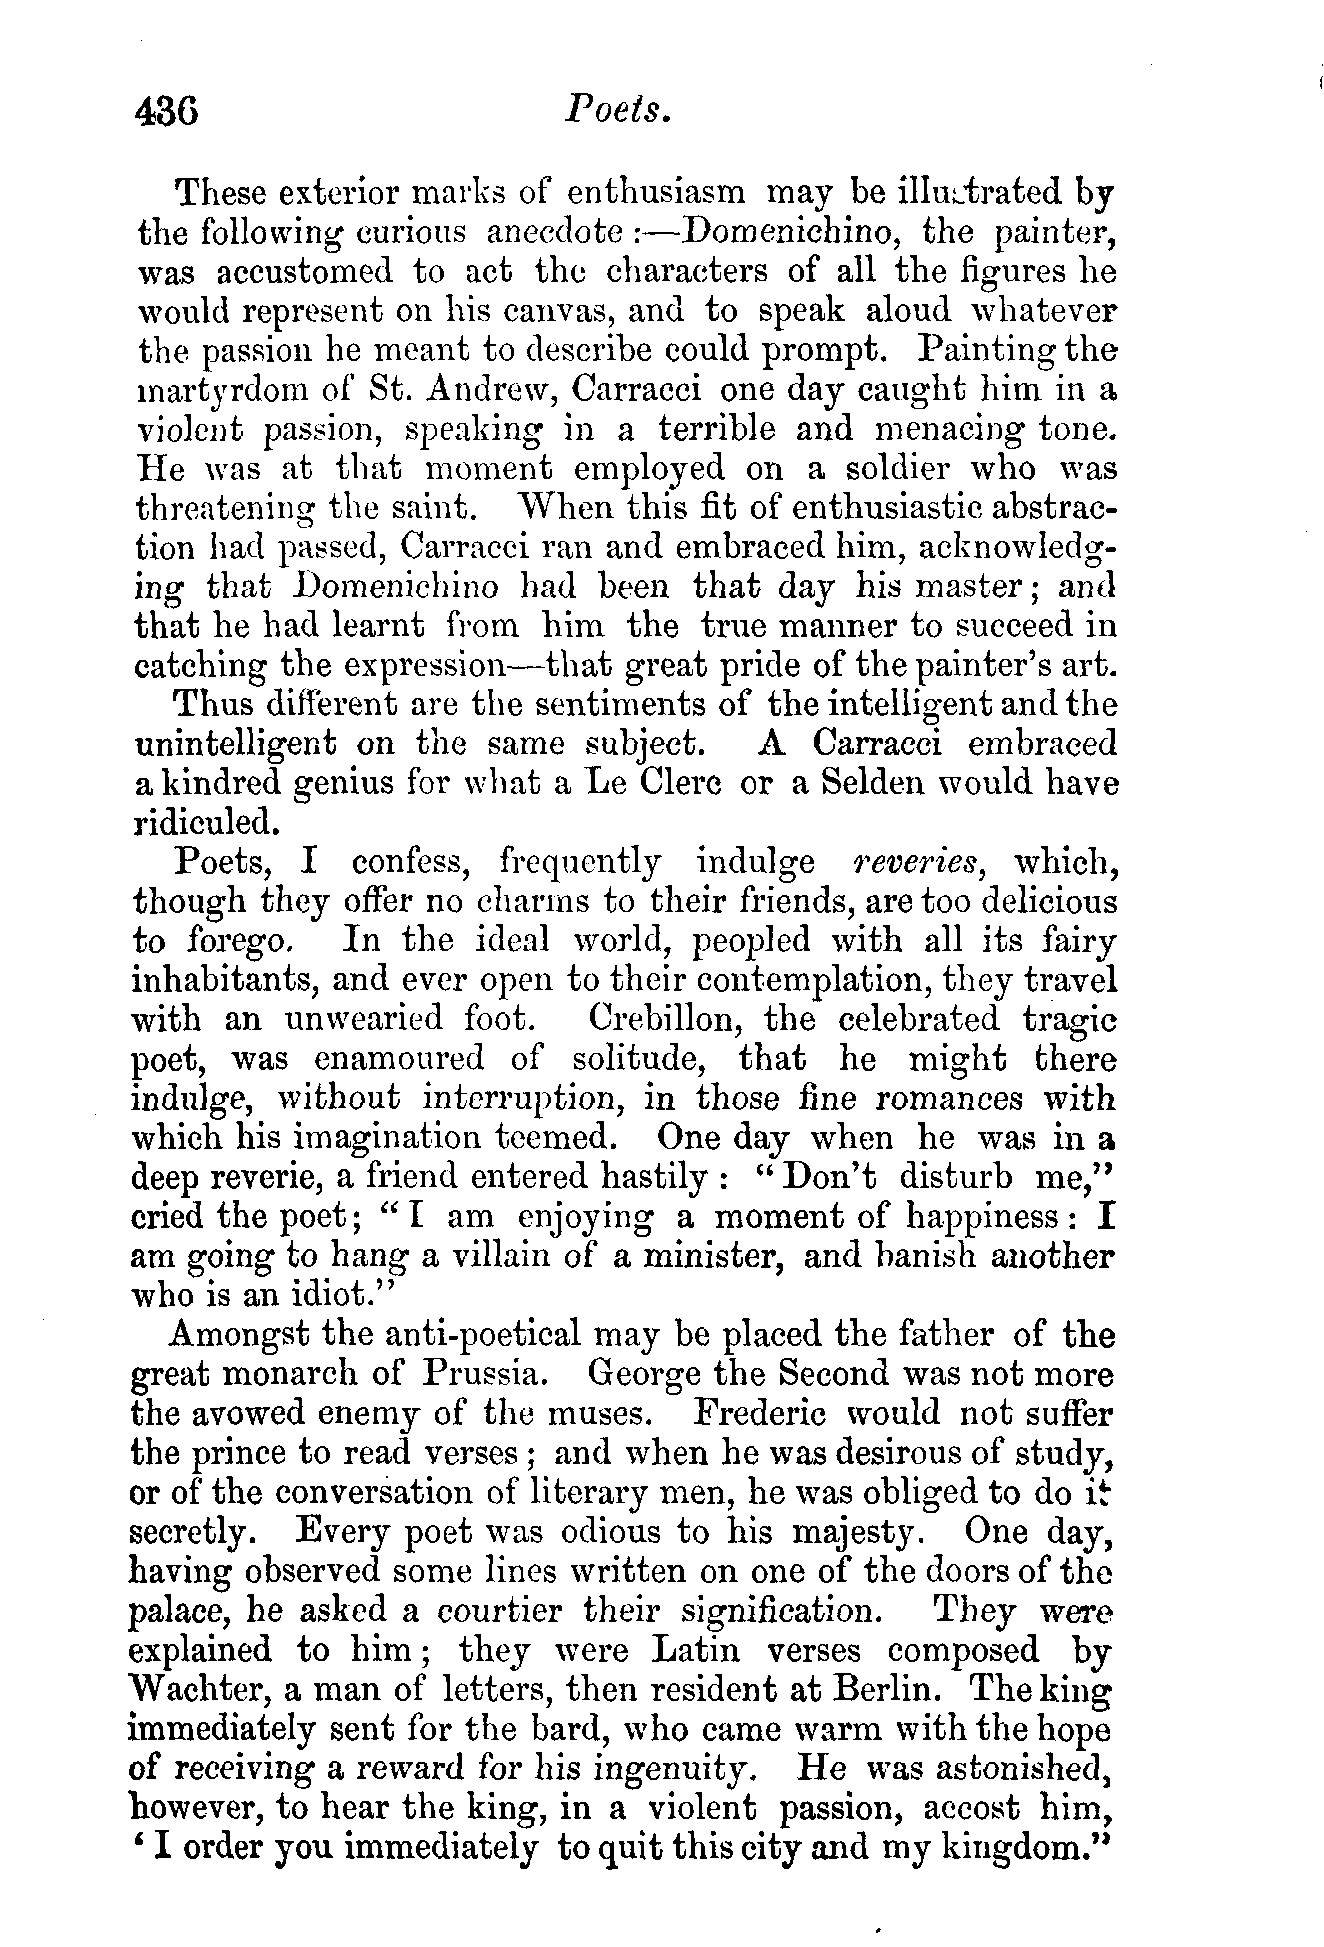 436 Poets.
These exterior marks of enthusiasm may be illustrated by
the following curious anecdote :—Domenichino, the painter,
was accustomed to act the characters of all the figures he
would represent on his canvas, and to speak aloud whatever
the passion he meant to describe could prompt. Painting the
martyrdom of St. Andrew, Carracci one day caught him in a
violent passion, speaking in a terrible and menacing tone.
He was at that moment employed on a soldier who was
threatening the saint. When this fit of enthusiastic abstrac-
tion had passed, Carracci ran and embraced him, acknowledg-
ing that Domenichino had been that day his master; and
that he had learnt from him the true manner to succeed in
catching the expression—that great pride of the painter's art.
Thus different are the sentiments of the intelligent and the
unintelligent on the same subject. A Carracci embraced
a kindred genius for what a Le Clerc or a Selden would have
ridiculed.
Poets, I confess, frequently indulge reveries, which,
though they offer no charms to their friends, are too delicious
to forego. In the ideal world, peopled with all its fairy
inhabitants, and ever open to their contemplation, they travel
with an unwearied foot. Crebillon, the celebrated tragic
poet, was enamoured of solitude, that he might there
indulge, without interruption, in those fine romances with
which his imagination teemed. One day when he was in a
deep reverie, a friend entered hastily : "Don't disturb me,"
cried the poet; "I am enjoying a moment of happiness : I
am going to hang a villain of a minister, and banish another
who is an idiot."
Amongst the anti-poetical may be placed the father of the
great monarch of Prussia. George the Second was not more
the avowed enemy of the muses. Frederic would not suffer
the prince to read verses; and when he was desirous of study,
or of the conversation of literary men, he was obliged to do it
secretly. Every poet was odious to his majesty. One day,
having observed some lines written on one of the doors of the
palace, he asked a courtier their signification. They were
explained to him; they were Latin verses composed by
Wachter, a man of letters, then resident at Berlin. The king
immediately sent for the bard, who came warm with the hope
of receiving a reward for his ingenuity. He was astonished,
however, to hear the king, in a violent passion, accost him,
' I order you immediately to quit this city and my kingdom."